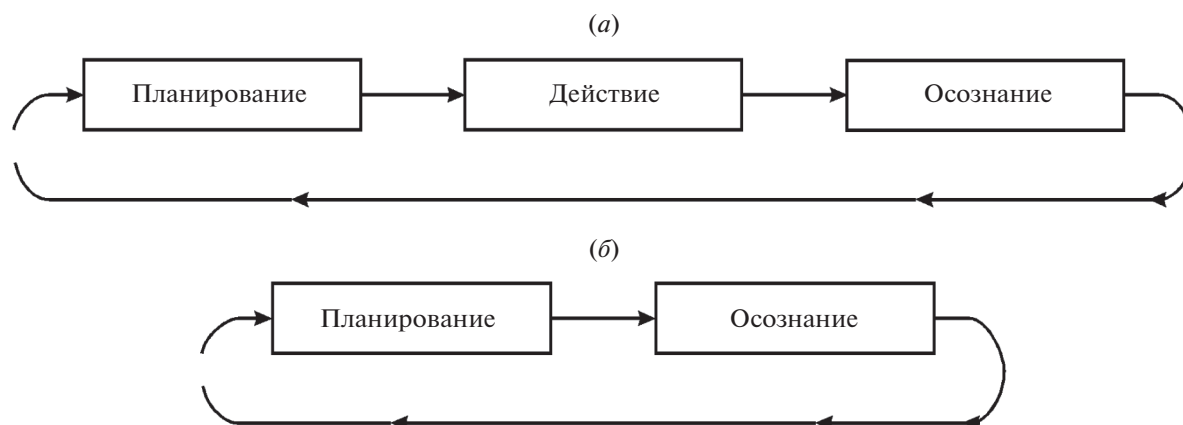 (а)
Планирование Действие Осознание
(б)
Планирование Осознание